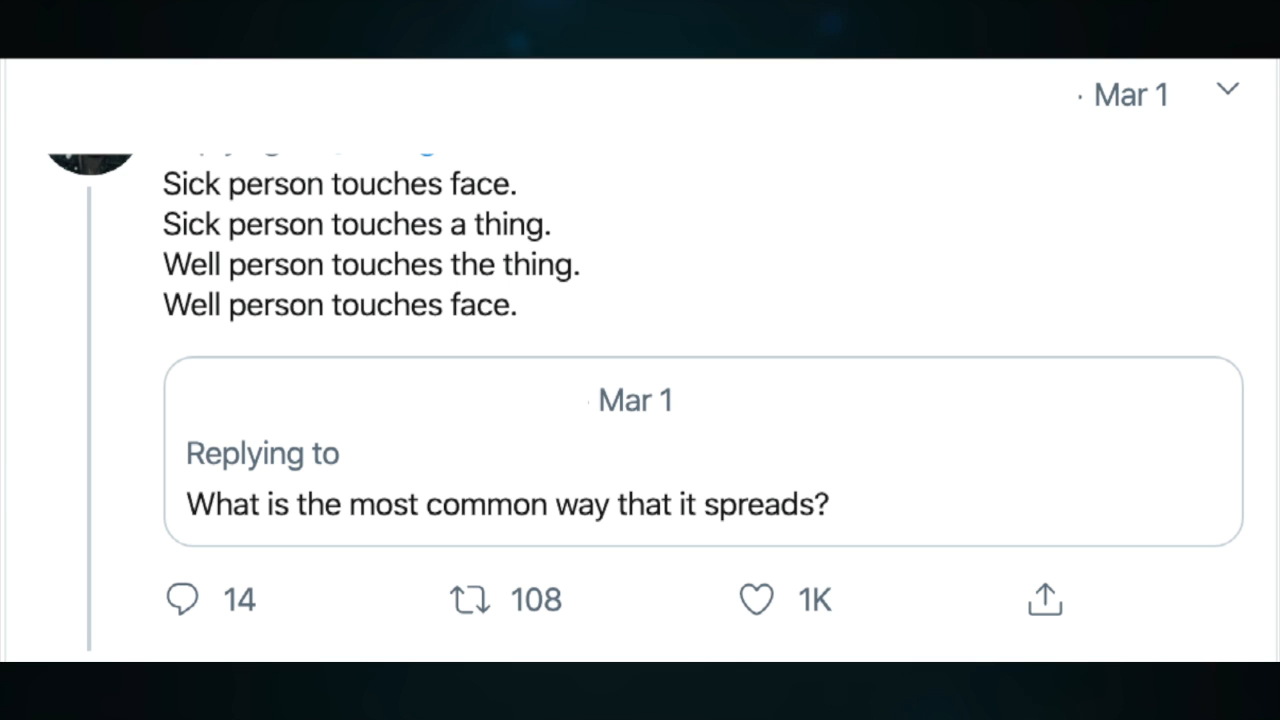 · Mar 1
Sick person touches face.
Sick person touches a thing.
Well person touches the thing.
Well person touches face.
· Mar 1
Replying to
What is the most common way that it spreads?
14 108 1K